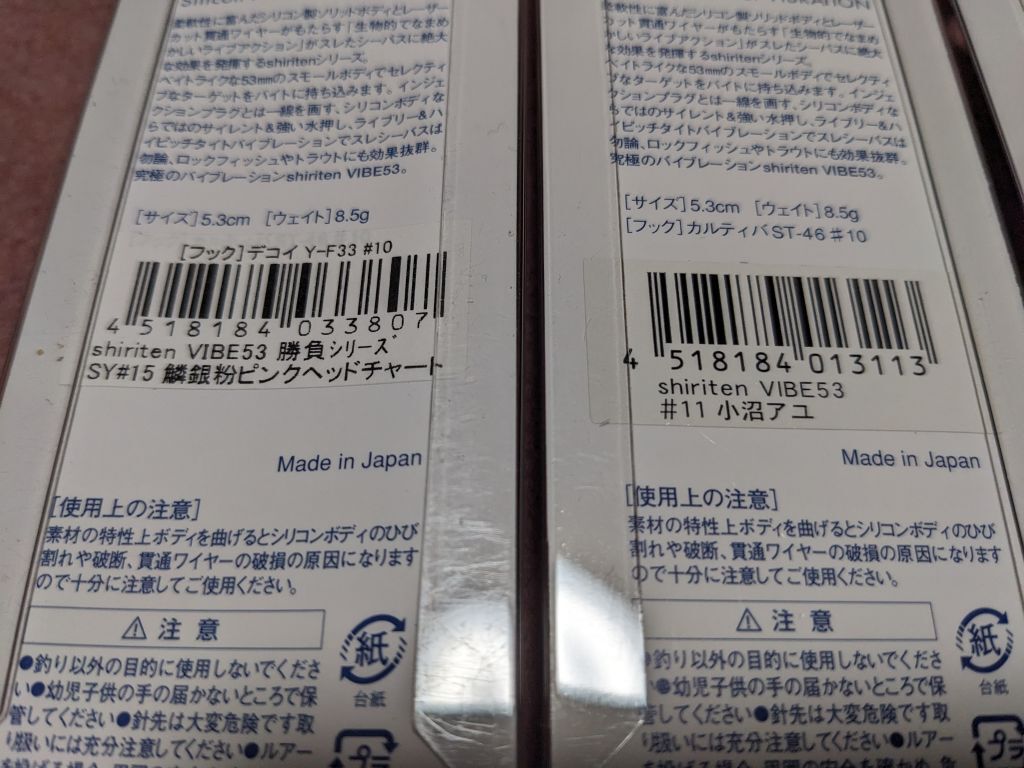 柔軟性に富んだシリコン製ソリッドボディとレーザー
カット貫通ワイヤーがもたらす「生物的でなまめ
かしいライブアクション」がスレたシーバスに絶大
な効果を発揮するshiritenシリーズ。
ベイトライクな53mmのスモールボディでセレクティ
ブなターゲットをバイトに持ち込みます。インジェ
クションプラグとは一線を画す、シリコンボディな
らではのサイレント&強い水押し、ライブリー&ハ
イピッチタイトバイブレーションでスレシーバスは
勿論、ロックフィッシュやトラウトにも効果抜群。
究極のバイブレーションshiriten VIBE53。
[サイズ]5.3cm [ウェイト]8.5g
[フック]デコイ Y-F33 #10
4 518184 033807
shiriten VIBE53 勝負シリーズ
SY#15 鱗銀粉ピンクヘッドチャート
Made in Japan
[使用上の注意]
素材の特性上ボディを曲げるとシリコンボディのひび
割れや破断、貫通ワイヤーの破損の原因になります
ので十分に注意してご使用ください。
⚠ 注意
●釣り以外の目的に使用しないでくださ
い●幼児子供の手の届かないところで保
管してください●針先は大変危険です取
り扱いには充分注意してください●ルアー
紙
台紙
プラ
VIBRATION
柔軟性に富んだシリコン製ソリッドボディとレーザー
カット貫通ワイヤーがもたらす「生物的でなまめ
かしいライブアクション」がスレたシーバスに絶大
な効果を発揮するshiritenシリーズ。
ベイトライクな53mmのスモールボディでセレクティ
ブなターゲットをバイトに持ち込みます。インジェ
クションプラグとは一線を画す、シリコンボディな
らではのサイレント&強い水押し、ライブリー&ハ
イピッチタイトバイブレーションでスレシーバスは
勿論、ロックフィッシュやトラウトにも効果抜群。
究極のバイブレーションshiriten VIBE53。
[サイズ]5.3cm [ウェイト]8.5g
[フック]カルティバST-46 #10
4 518184 013113
shiriten VIBE53
#11 小沼アユ
Made in Japan
[使用上の注意]
素材の特性上ボディを曲げるとシリコンボディのひび
割れや破断、貫通ワイヤーの破損の原因になります
ので十分に注意してご使用ください。
⚠ 注意
●釣り以外の目的に使用しないでくださ
い●幼児子供の手の届かないところで保
管してください●針先は大変危険です取
り扱いには充分注意してください●ルアー
紙
台紙
プラ